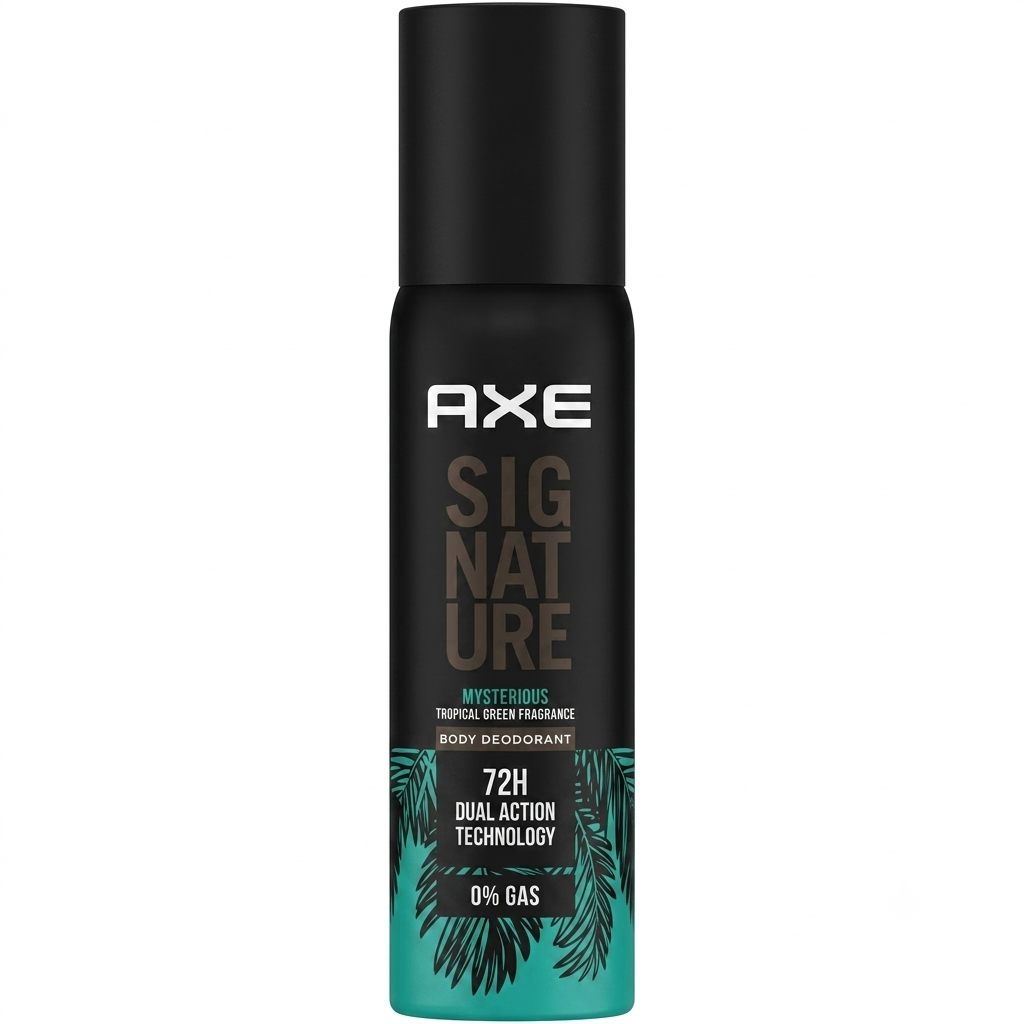 AXE
SIG
NAT
URE
MYSTERIOUS
TROPICAL GREEN FRAGRANCE
BODY DEODORANT
72H
DUAL ACTION
TECHNOLOGY
0% GAS